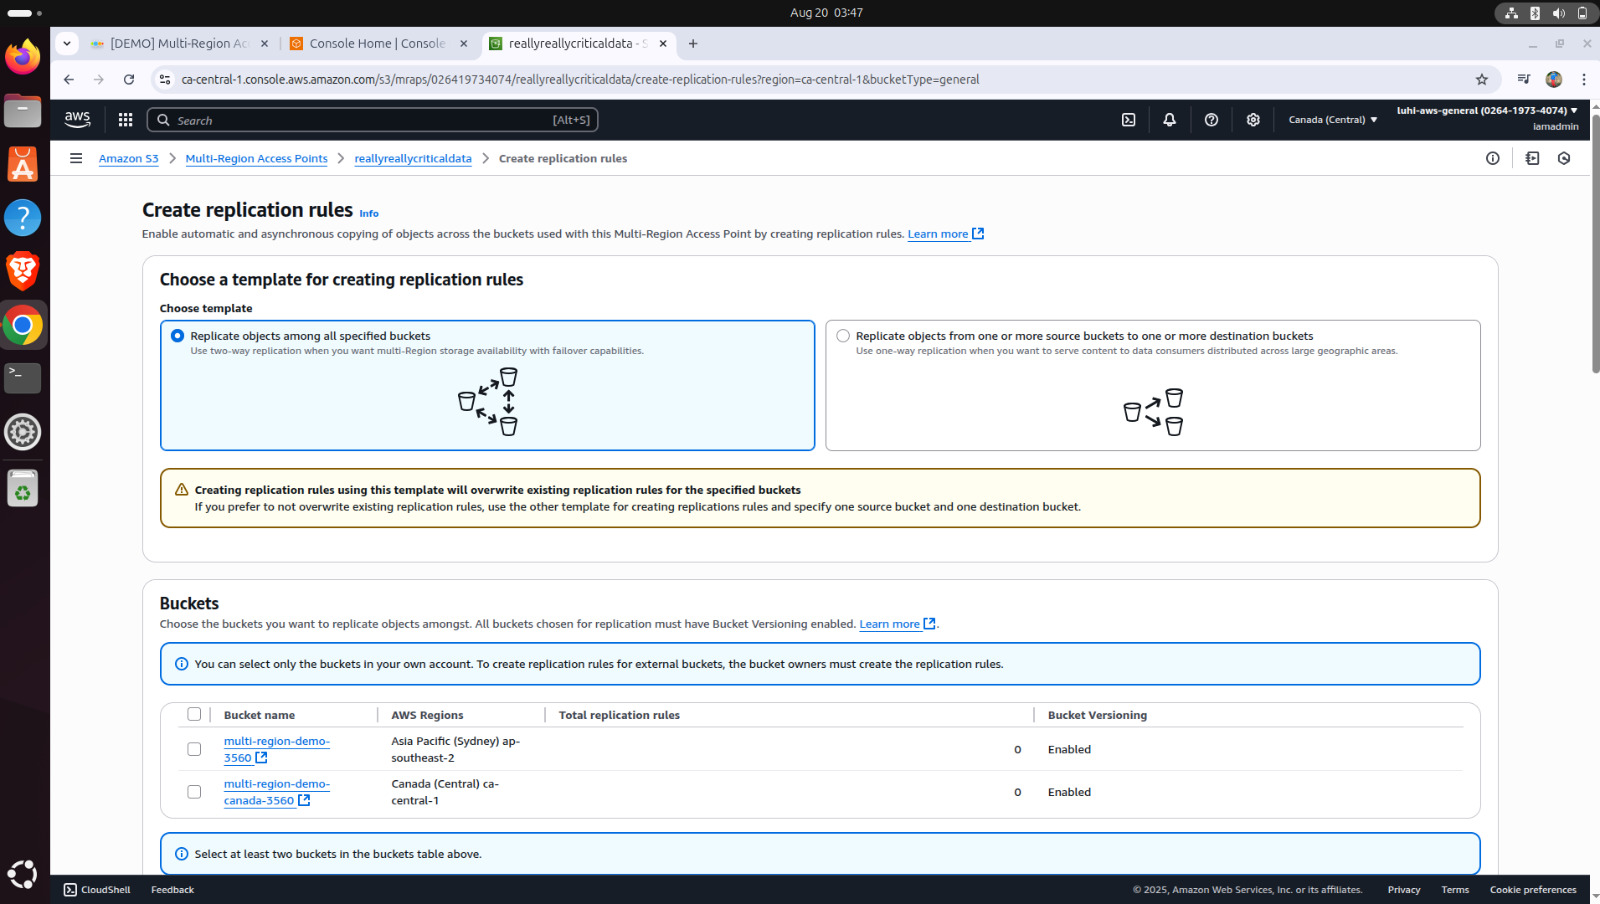 Aug 20 03:47
[DEMO] Multi-Region Ac
Console Home | Console
reallyreallycriticaldata - S
ca-central-1.console.aws.amazon.com/s3/mraps/026419734074/reallyreallycriticaldata/create-replication-rules?region=ca-central-1&bucketType=general
aws
Search
[Alt+S]
Canada (Central)
luhi-aws-general (0264-1973-4074)
iamadmin
Amazon S3
Multi-Region Access Points
reallyreallycriticaldata
Create replication rules
Create replication rules Info
Enable automatic and asynchronous copying of objects across the buckets used with this Multi-Region Access Point by creating replication rules. Learn more
Choose a template for creating replication rules
Choose template
Replicate objects among all specified buckets
Use two-way replication when you want multi-Region storage availability with failover capabilities.
Replicate objects from one or more source buckets to one or more destination buckets
Use one-way replication when you want to serve content to data consumers distributed across large geographic areas.
Creating replication rules using this template will overwrite existing replication rules for the specified buckets
If you prefer to not overwrite existing replication rules, use the other template for creating replications rules and specify one source bucket and one destination bucket.
Buckets
Choose the buckets you want to replicate objects amongst. All buckets chosen for replication must have Bucket Versioning enabled. Learn more.
You can select only the buckets in your own account. To create replication rules for external buckets, the bucket owners must create the replication rules.
Bucket name
AWS Regions
Total replication rules
Bucket Versioning
multi-region-demo-
3560
Asia Pacific (Sydney) ap-
southeast-2
0
Enabled
multi-region-demo-
canada-3560
Canada (Central) ca-
central-1
0
Enabled
Select at least two buckets in the buckets table above.
CloudShell
Feedback
© 2025, Amazon Web Services, Inc. or its affiliates.
Privacy
Terms
Cookie preferences